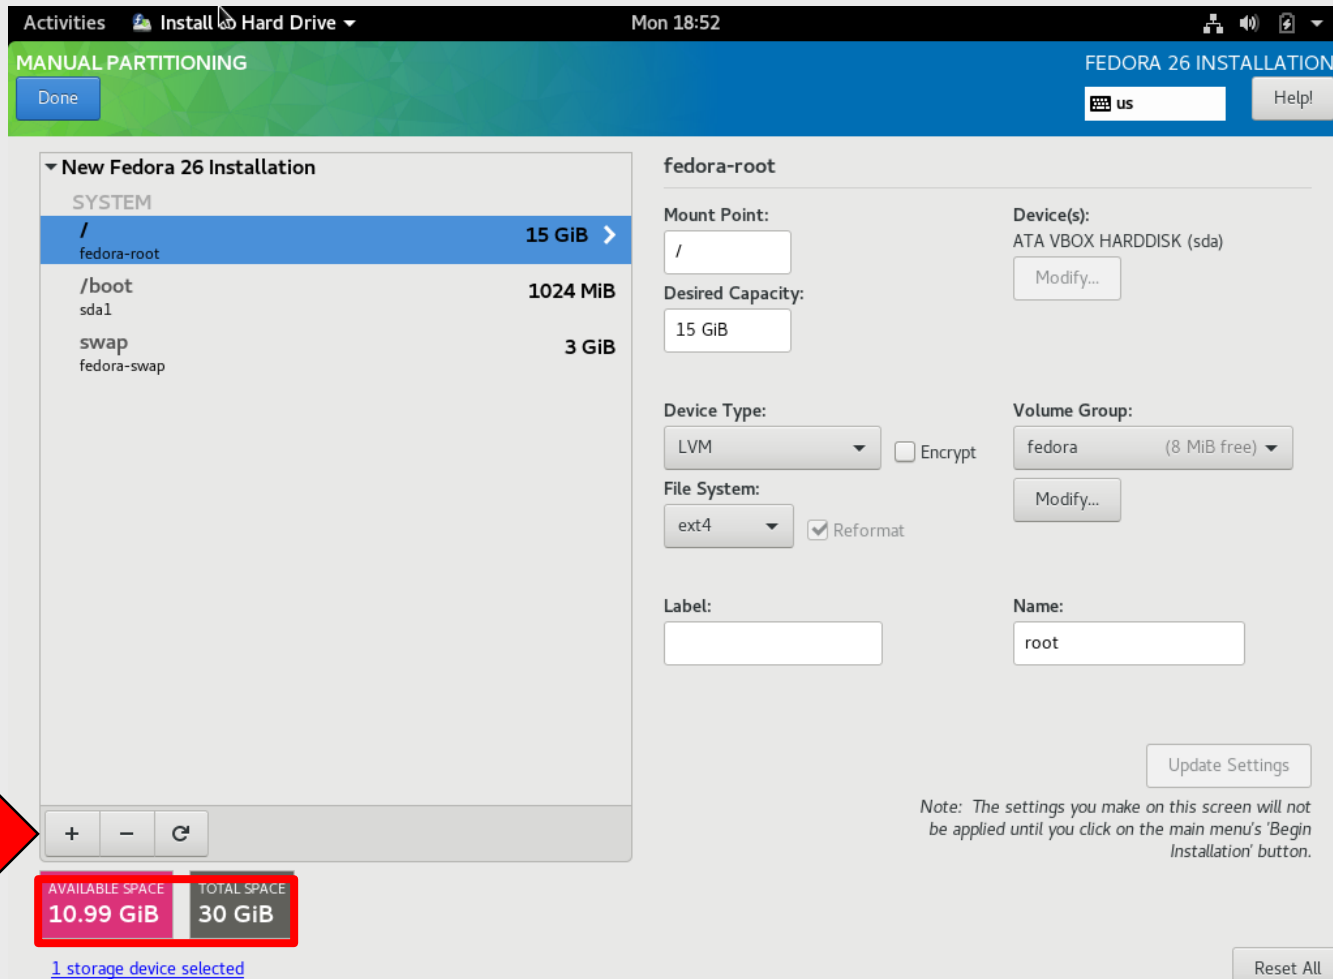 Activities Install to Hard Drive Mon 18:52
MANUAL PARTITIONING FEDORA 26 INSTALLATION
Done us Help!
New Fedora 26 Installation
SYSTEM
/ 15 GiB
fedora-root
/boot 1024 MiB
sda1
swap 3 GiB
fedora-swap
+ −
AVAILABLE SPACE TOTAL SPACE
10.99 GiB 30 GiB
1 storage device selected
fedora-root
Mount Point: Device(s):
/ ATA VBOX HARDDISK (sda)
Modify...
Desired Capacity:
15 GiB
Device Type: Volume Group:
LVM Encrypt fedora (8 MiB free)
File System: Modify...
ext4 Reformat
Label: Name:
root
Update Settings
Note: The settings you make on this screen will not
be applied until you click on the main menu's 'Begin
Installation' button.
Reset All